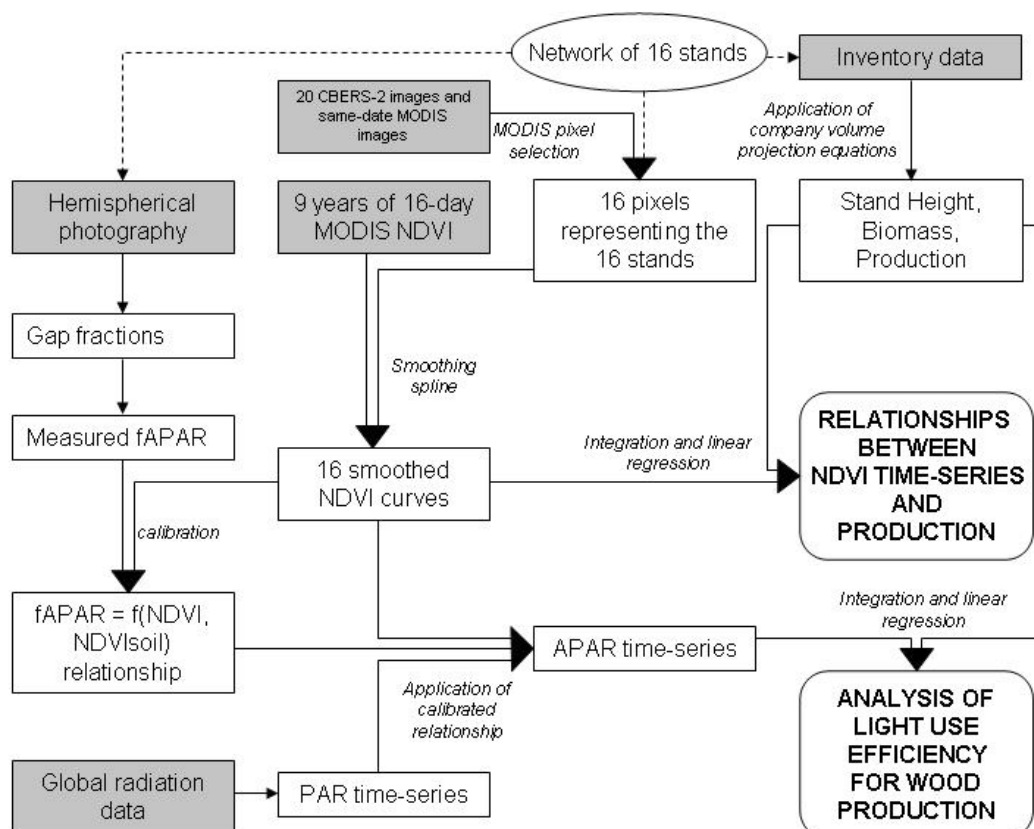 Network of 16 stands
Inventory data
20 CBERS-2 images and
same-date MODIS
images
MODIS pixel
selection
Application of
company volume
projection equations
Hemispherical
photography
9 years of 16-day
MODIS NDVI
16 pixels
representing the
16 stands
Stand Height,
Biomass,
Production
Gap fractions
Smoothing
spline
Measured fAPAR
16 smoothed
NDVI curves
Integration and linear
regression
RELATIONSHIPS
BETWEEN
NDVI TIME-SERIES
AND
PRODUCTION
calibration
fAPAR = f(NDVI,
NDVIsoil)
relationship
APAR time-series
Integration and linear
regression
Application of
calibrated
relationship
Global radiation
data
PAR time-series
ANALYSIS OF
LIGHT USE
EFFICIENCY
FOR WOOD
PRODUCTION